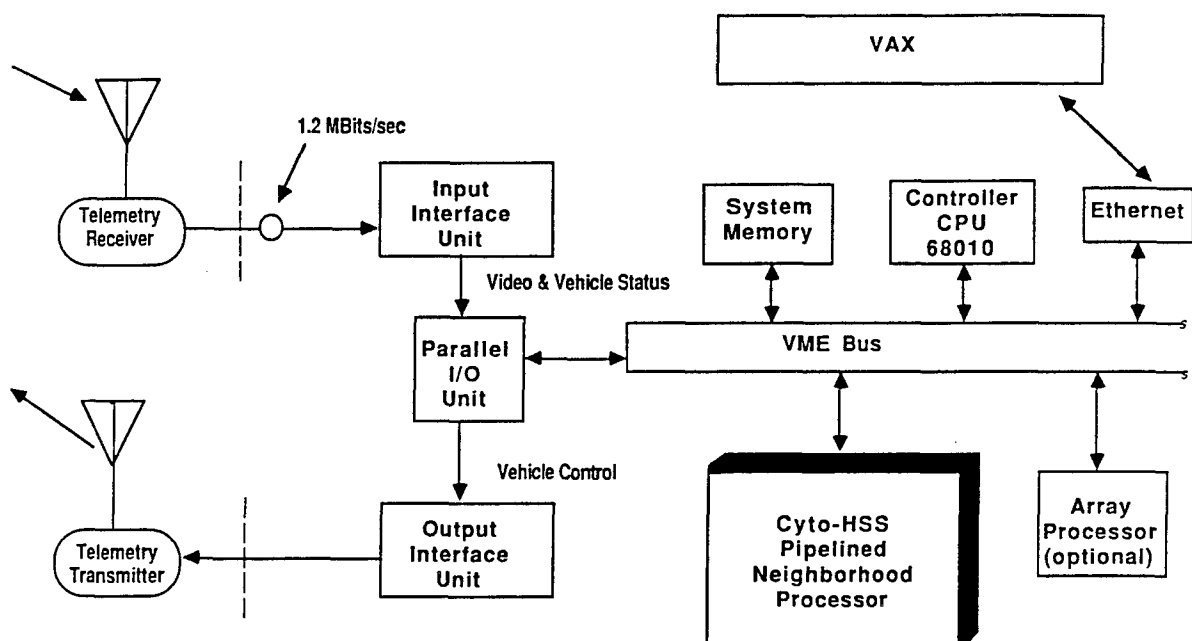 VAX
1.2 MBits/sec
Telemetry
Receiver
Input
Interface
Unit
System
Memory
Controller
CPU
68010
Ethernet
Video & Vehicle Status
Parallel
I/O
Unit
VME Bus
Vehicle Control
Telemetry
Transmitter
Output
Interface
Unit
Cyto-HSS
Pipelined
Neighborhood
Processor
Array
Processor
(optional)